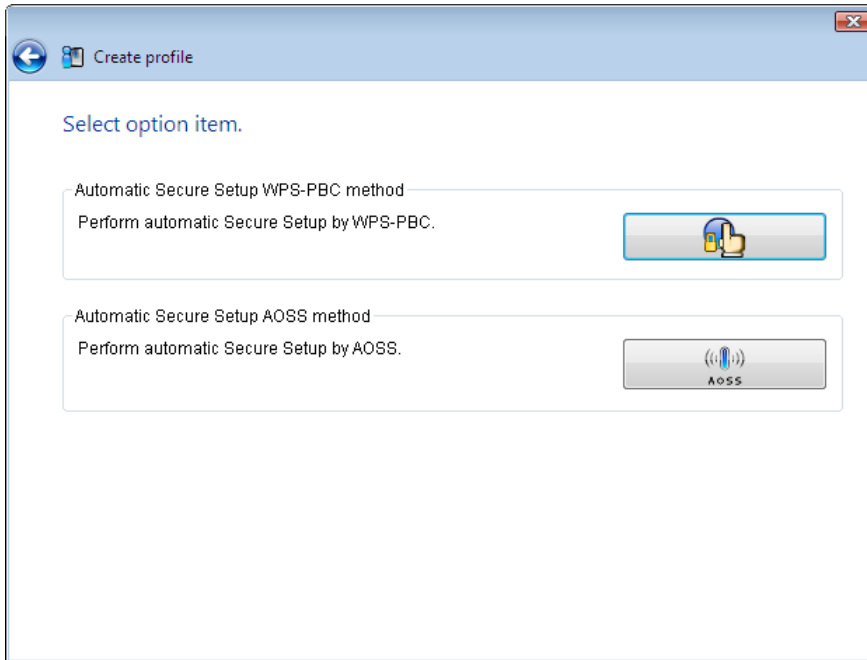 Create profile
Select option item.
Automatic Secure Setup WPS-PBC method
Perform automatic Secure Setup by WPS-PBC.
Automatic Secure Setup AOSS method
Perform automatic Secure Setup by AOSS.
AOSS